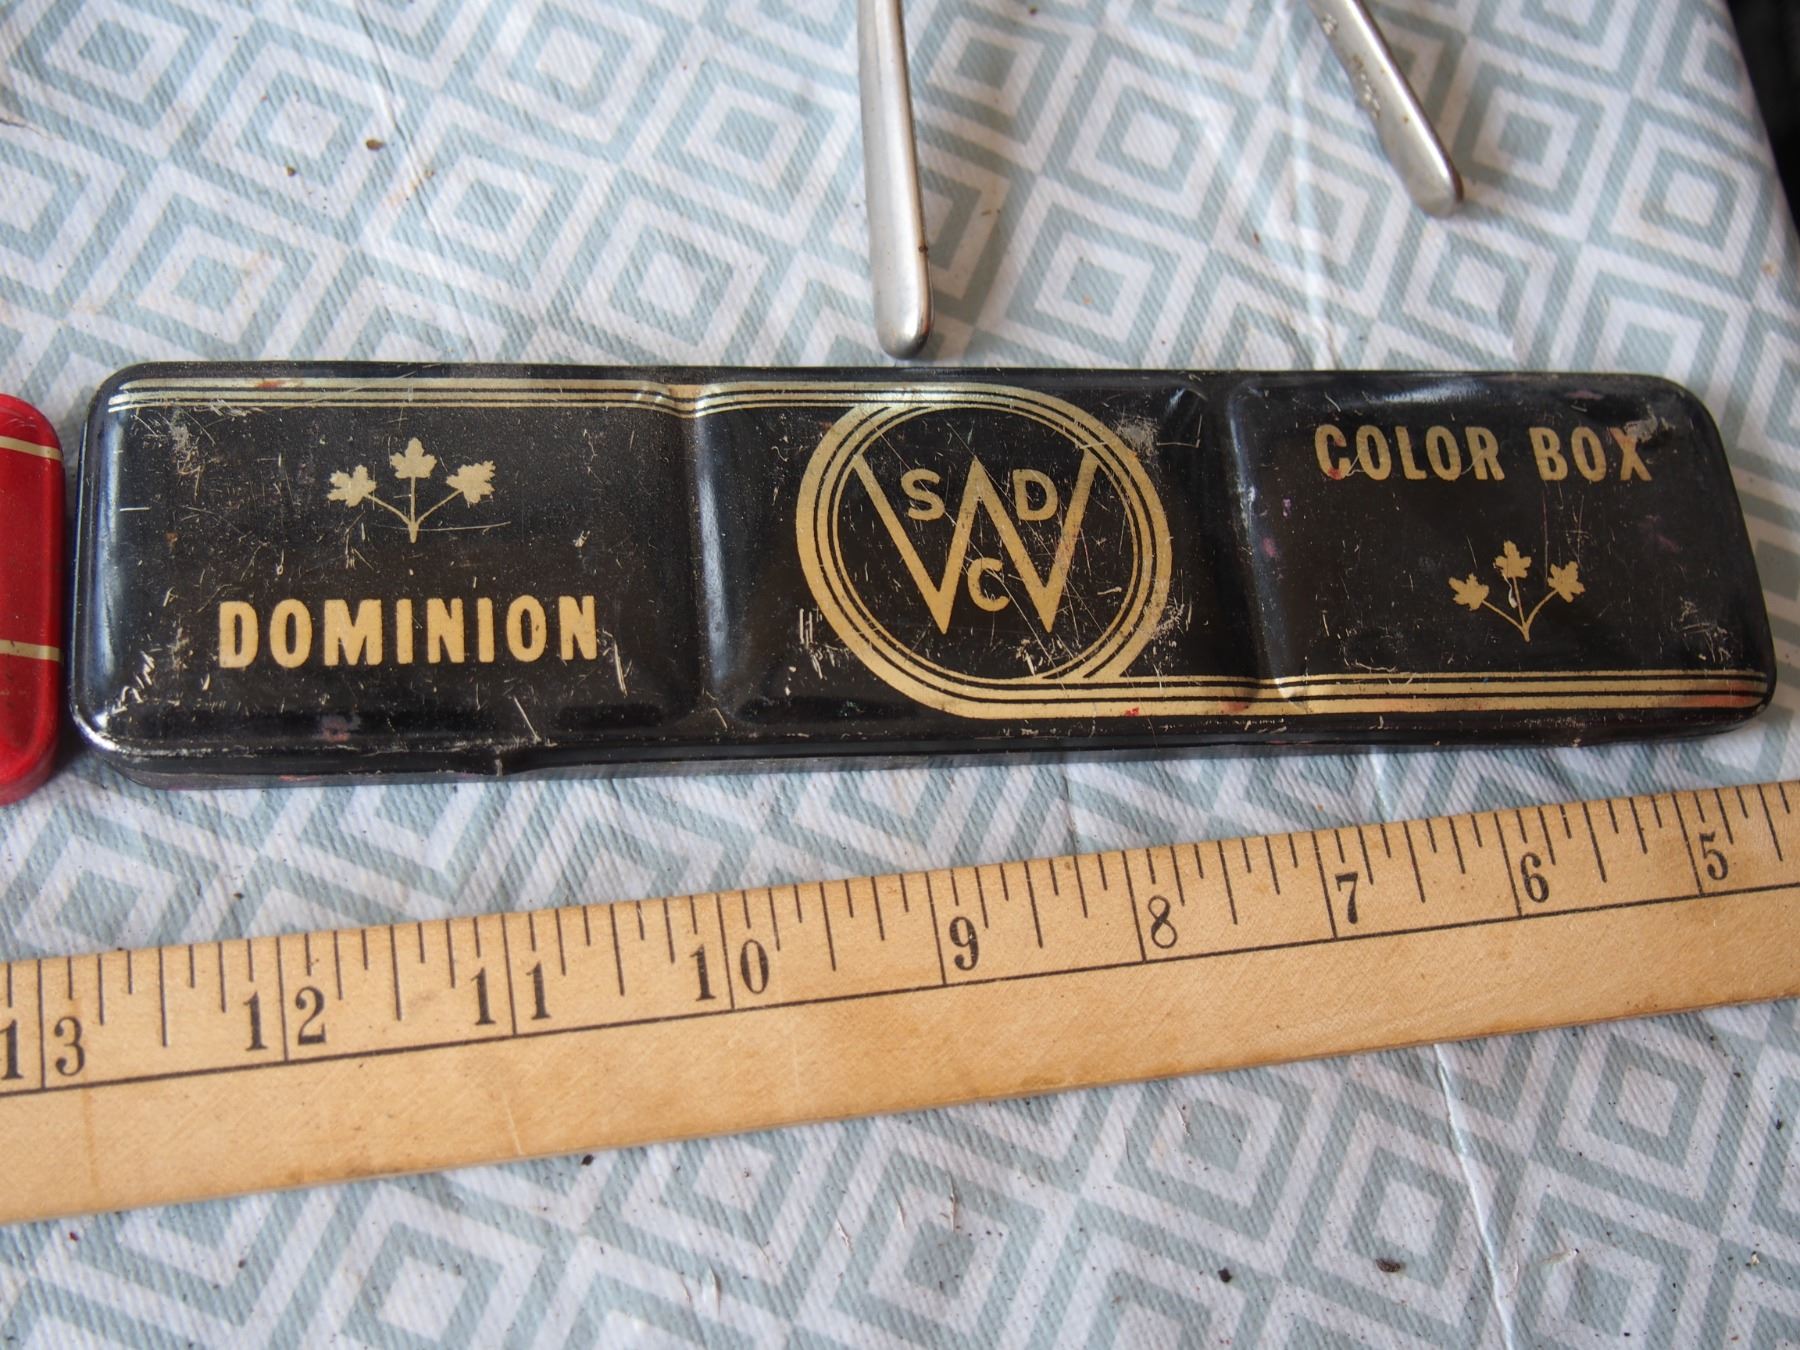 DOMINION
S D
W
C
COLOR BOX
13 12 11 10 9 8 7 6 5